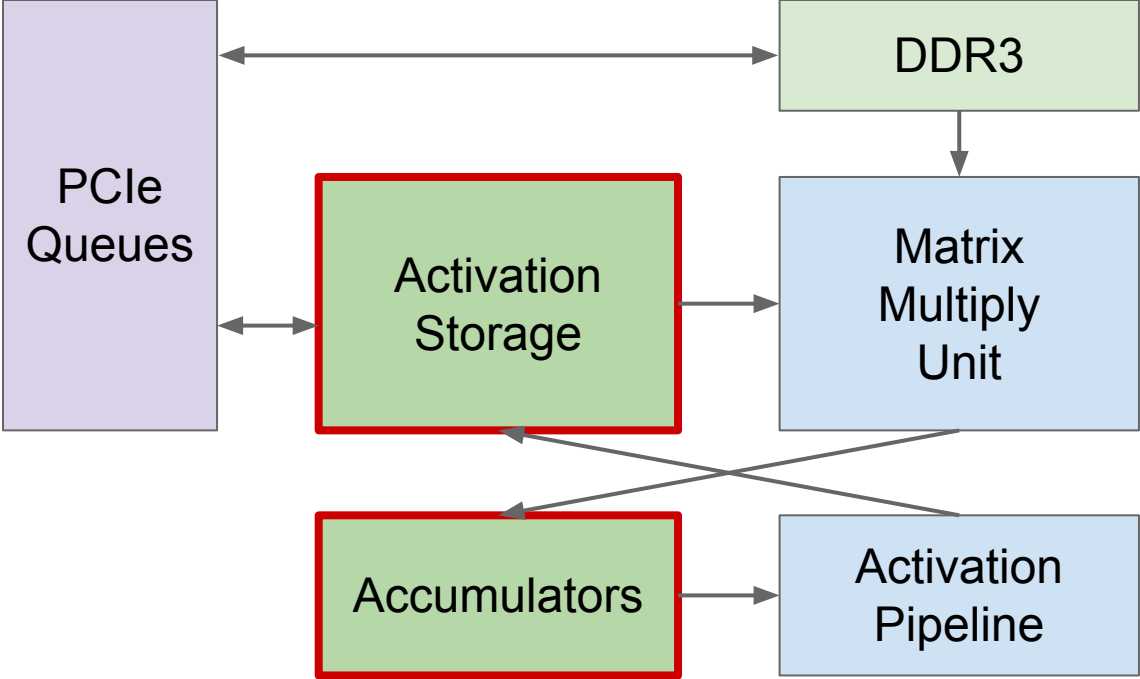 DDR3
PCIe
Queues
Activation
Storage
Matrix
Multiply
Unit
Accumulators
Activation
Pipeline